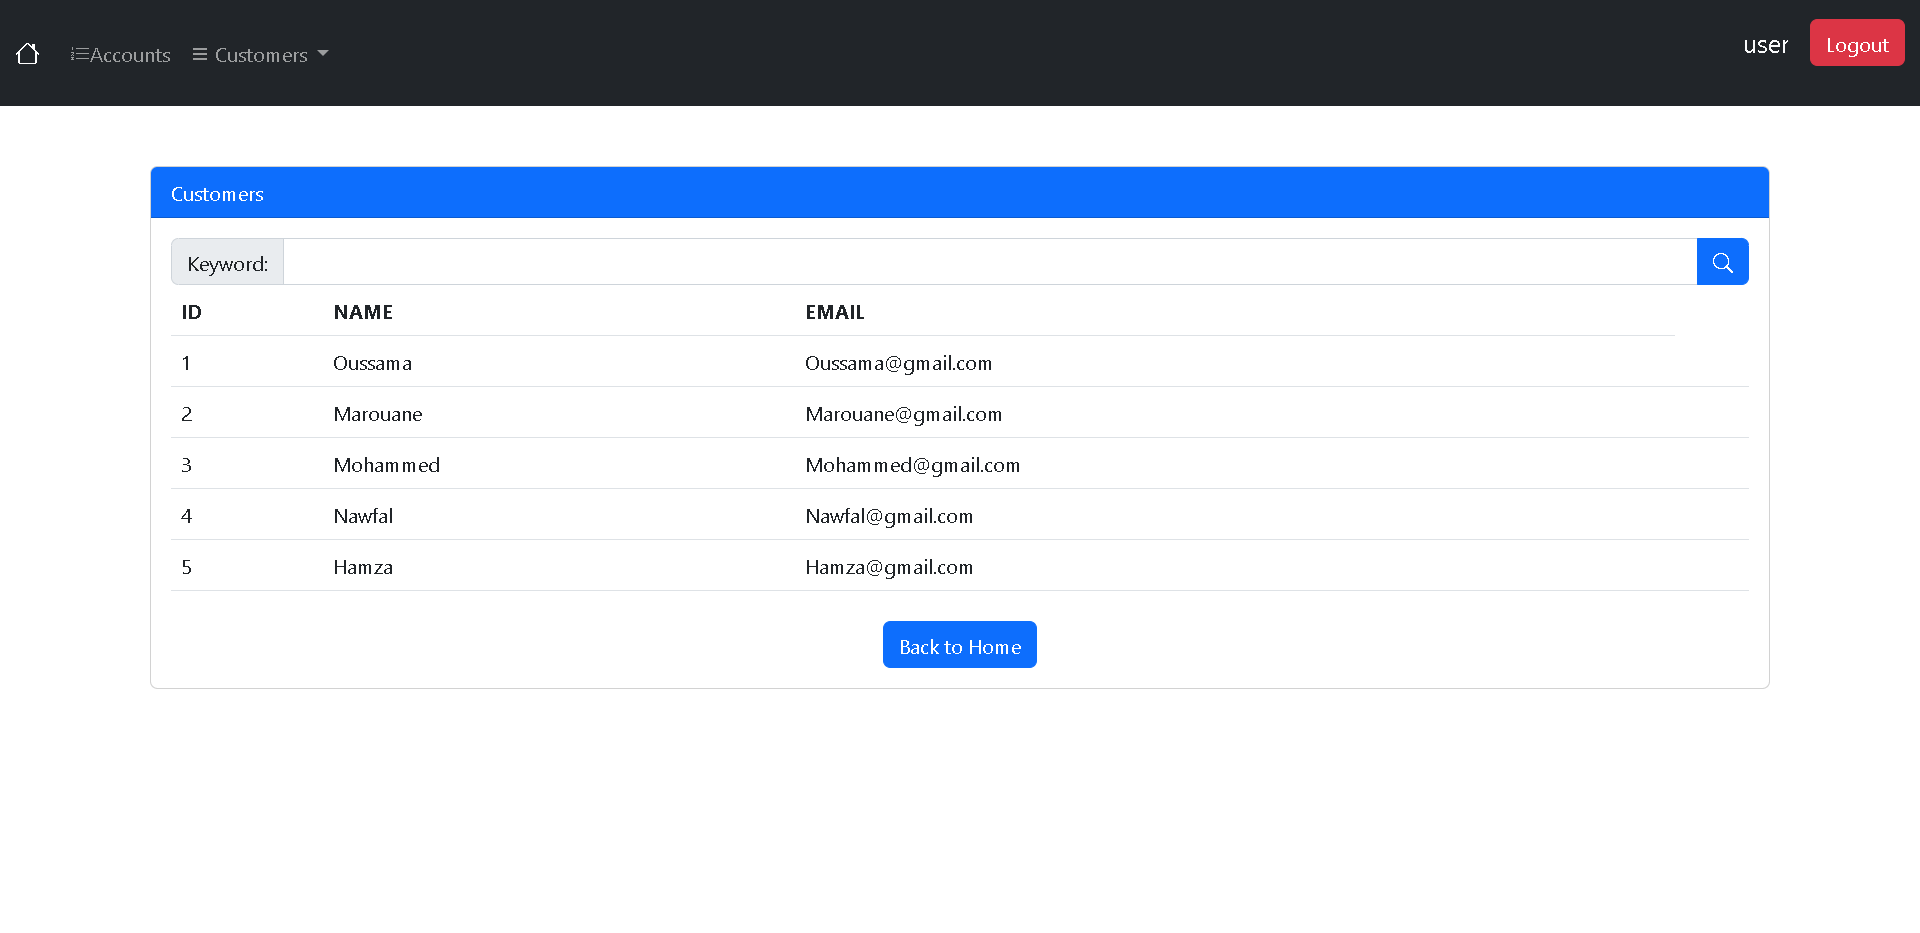 Accounts Customers user Logout
Customers
Keyword:
ID NAME EMAIL
1 Oussama Oussama@gmail.com
2 Marouane Marouane@gmail.com
3 Mohammed Mohammed@gmail.com
4 Nawfal Nawfal@gmail.com
5 Hamza Hamza@gmail.com
Back to Home